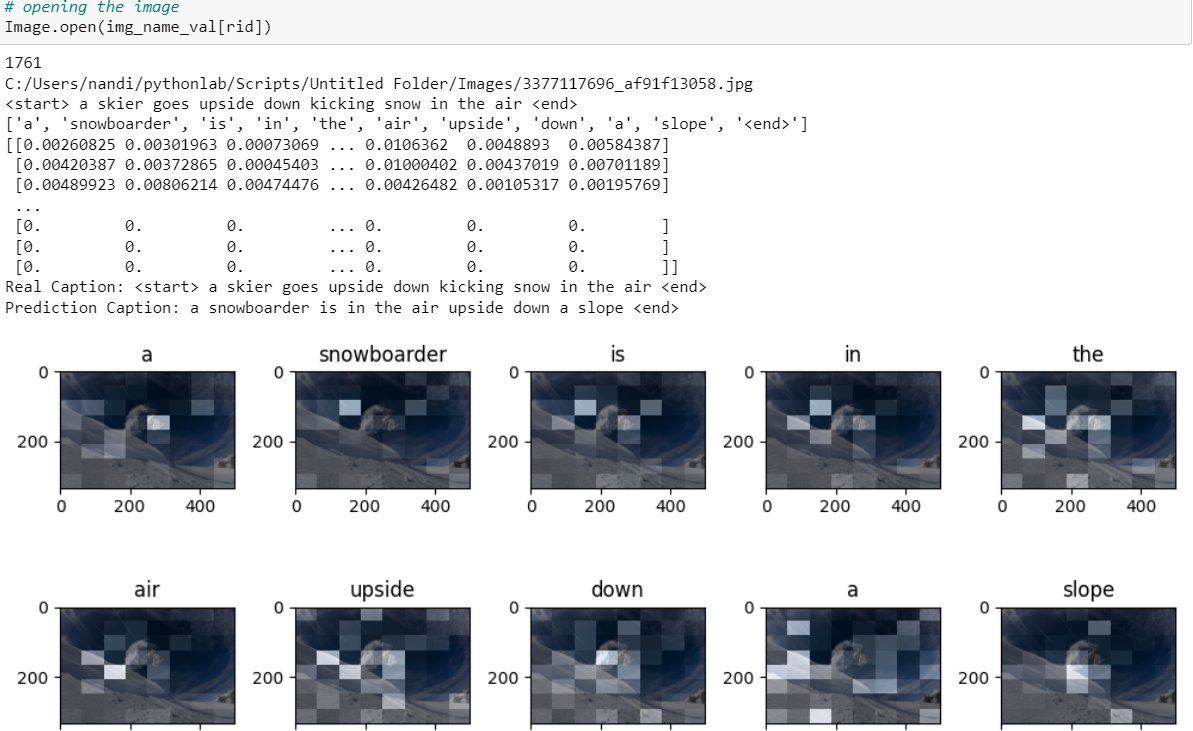 # opening the image
Image.open(img_name_val[rid])
1761
C:/Users/nandi/pythonlab/Scripts/Untitled Folder/Images/3377117696_af91f13058.jpg
<start> a skier goes upside down kicking snow in the air <end>
['a', 'snowboarder', 'is', 'in', 'the', 'air', 'upside', 'down', 'a', 'slope', '<end>']
[[0.00260825 0.00301963 0.00073069 ... 0.0106362  0.0048893  0.00584387]
 [0.00420387 0.00372865 0.00045403 ... 0.01000402 0.00437019 0.00701189]
 [0.00489923 0.00806214 0.00474476 ... 0.00426482 0.00105317 0.00195769]
 ...
 [0.         0.         0.         ... 0.         0.         0.        ]
 [0.         0.         0.         ... 0.         0.         0.        ]
 [0.         0.         0.         ... 0.         0.         0.        ]]
Real Caption: <start> a skier goes upside down kicking snow in the air <end>
Prediction Caption: a snowboarder is in the air upside down a slope <end>
a snowboarder is in the
0 0 0 0 0
200 200 200 200 200
0 200 400 0 200 400 0 200 400 0 200 400 0 200 400
air upside down a slope
0 0 0 0 0
200 200 200 200 200